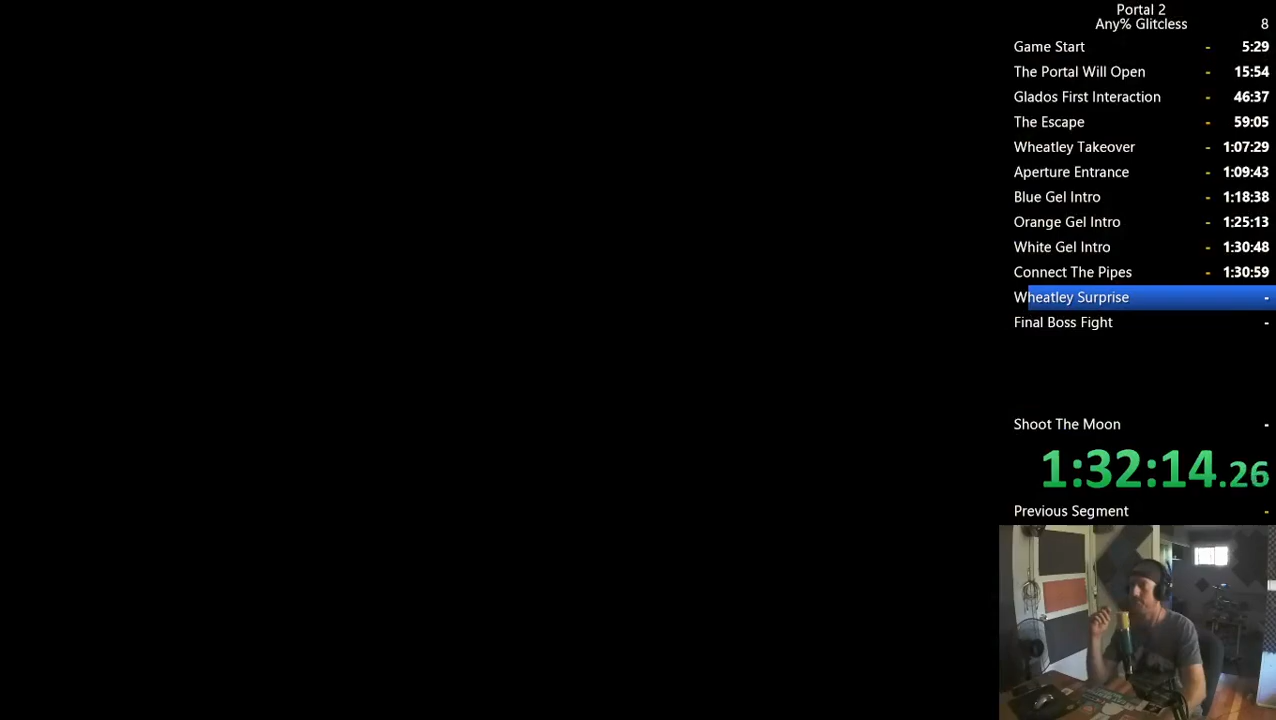 Portal 2
Any% Glitcless 8
Game Start - 5:29
The Portal Will Open - 15:54
Glados First Interaction - 46:37
The Escape - 59:05
Wheatley Takeover - 1:07:29
Aperture Entrance - 1:09:43
Blue Gel Intro - 1:18:38
Orange Gel Intro - 1:25:13
White Gel Intro - 1:30:48
Connect The Pipes - 1:30:59
Wheatley Surprise -
Final Boss Fight -
Shoot The Moon -
1:32:14.26
Previous Segment -